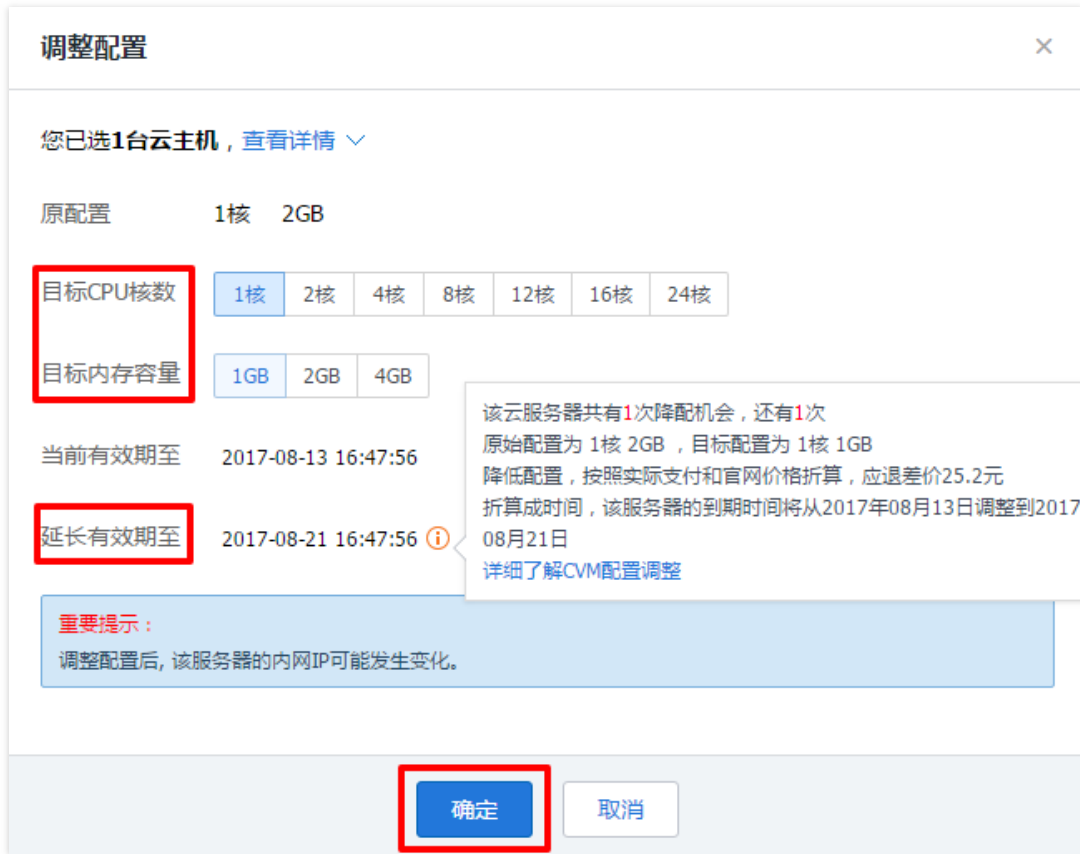 调整配置 ×
您已选1台云主机，查看详情
原配置 1核 2GB
目标CPU核数 1核 2核 4核 8核 12核 16核 24核
目标内存容量 1GB 2GB 4GB
当前有效期至 2017-08-13 16:47:56
延长有效期至 2017-08-21 16:47:56
该云服务器共有1次降配机会，还有1次
原始配置为 1核 2GB ，目标配置为 1核 1GB
降低配置，按照实际支付和官网价格折算，应退差价25.2元
折算成时间，该服务器的到期时间将从2017年08月13日调整到2017
08月21日
详细了解CVM配置调整
重要提示：
调整配置后, 该服务器的内网IP可能发生变化。
确定 取消